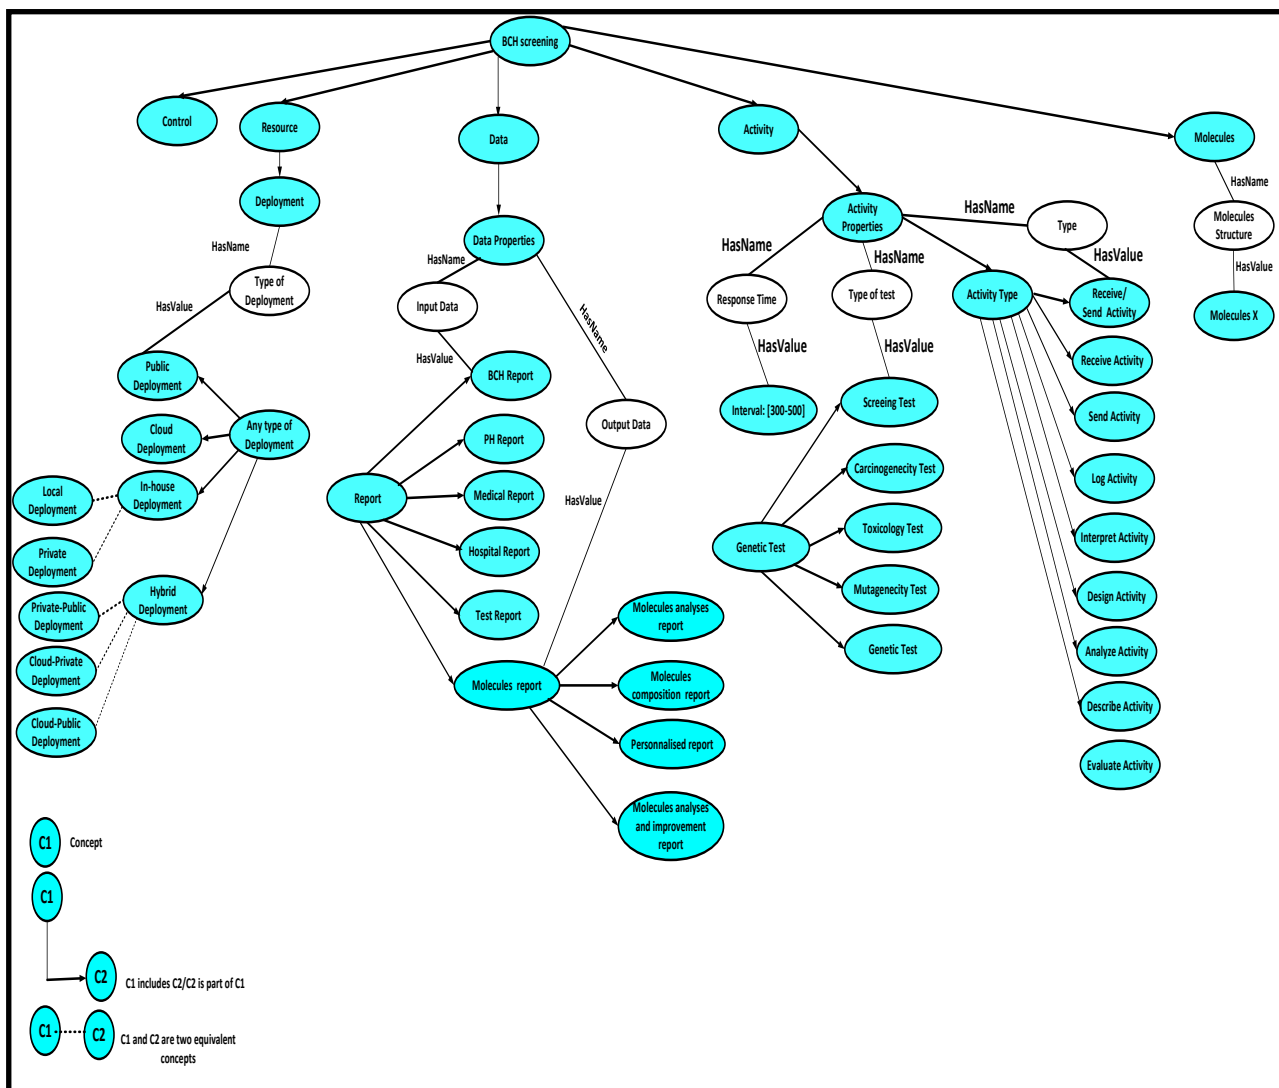 BCH screening
Control
Resource
Data
Activity
Molecules
HasName
Molecules
Structure
HasValue
Molecules X
Deployment
HasName
Type of
Deployment
HasValue
Public
Deployment
Cloud
Deployment
Any type of
Deployment
In-house
Deployment
Local
Deployment
Private
Deployment
Hybrid
Deployment
Private-Public
Deployment
Cloud-Private
Deployment
Cloud-Public
Deployment
Data Properties
HasName
Input Data
HasValue
HasName
Output Data
HasValue
BCH Report
PH Report
Medical Report
Report
Hospital Report
Test Report
Molecules report
Molecules analyses
report
Molecules
composition report
Personnalised report
Molecules analyses
and improvement
report
Activity
Properties
HasName
Response Time
HasValue
Interval: [300-500]
HasName
Type of test
HasValue
Screeing Test
Carcinogenecity Test
Toxicology Test
Genetic Test
Mutagenecity Test
Genetic Test
HasName
Type
HasValue
Activity Type
Receive/
Send Activity
Receive Activity
Send Activity
Log Activity
Interpret Activity
Design Activity
Analyze Activity
Describe Activity
Evaluate Activity
C1
Concept
C1
C2
C1 includes C2/C2 is part of C1
C1
C2
C1 and C2 are two equivalent
concepts